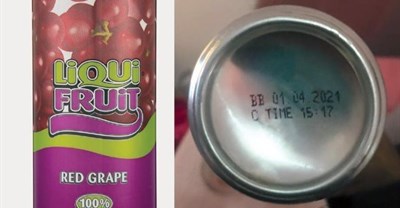 LiQUi
FRUiT
RED GRAPE
100%
BB 01 04 2021
C TIME 15:17